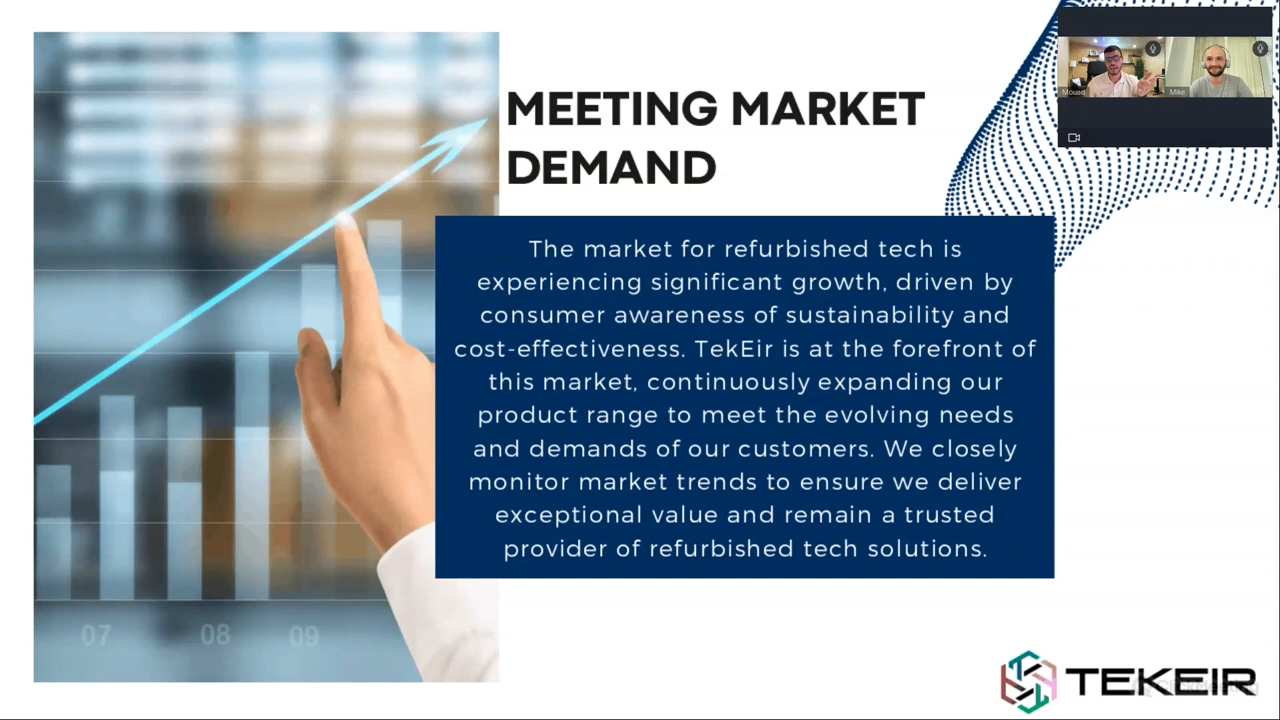 MEETING MARKET
DEMAND
Mike
The market for refurbished tech is
experiencing significant growth, driven by
consumer awareness of sustainability and
cost-effectiveness. TekEir is at the forefront of
this market, continuously expanding our
product range to meet the evolving needs
and demands of our customers. We closely
monitor market trends to ensure we deliver
exceptional value and remain a trusted
provider of refurbished tech solutions.
07 08 09
TEKEIR